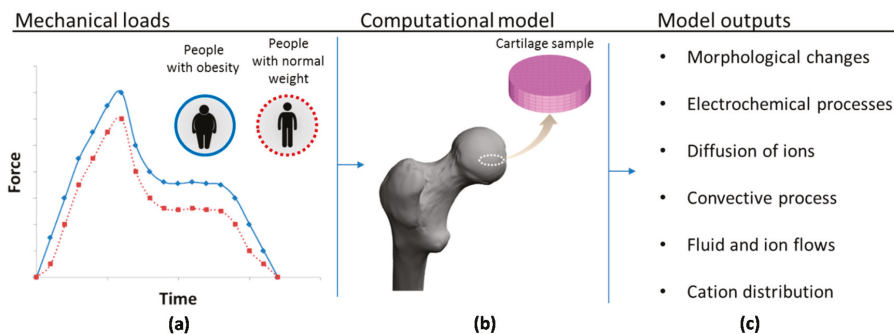 Mechanical loads
Computational model
Model outputs
People
with obesity
People
with normal
weight
Force
Time
(a)
Cartilage sample
(b)
• Morphological changes
• Electrochemical processes
• Diffusion of ions
• Convective process
• Fluid and ion flows
• Cation distribution
(c)